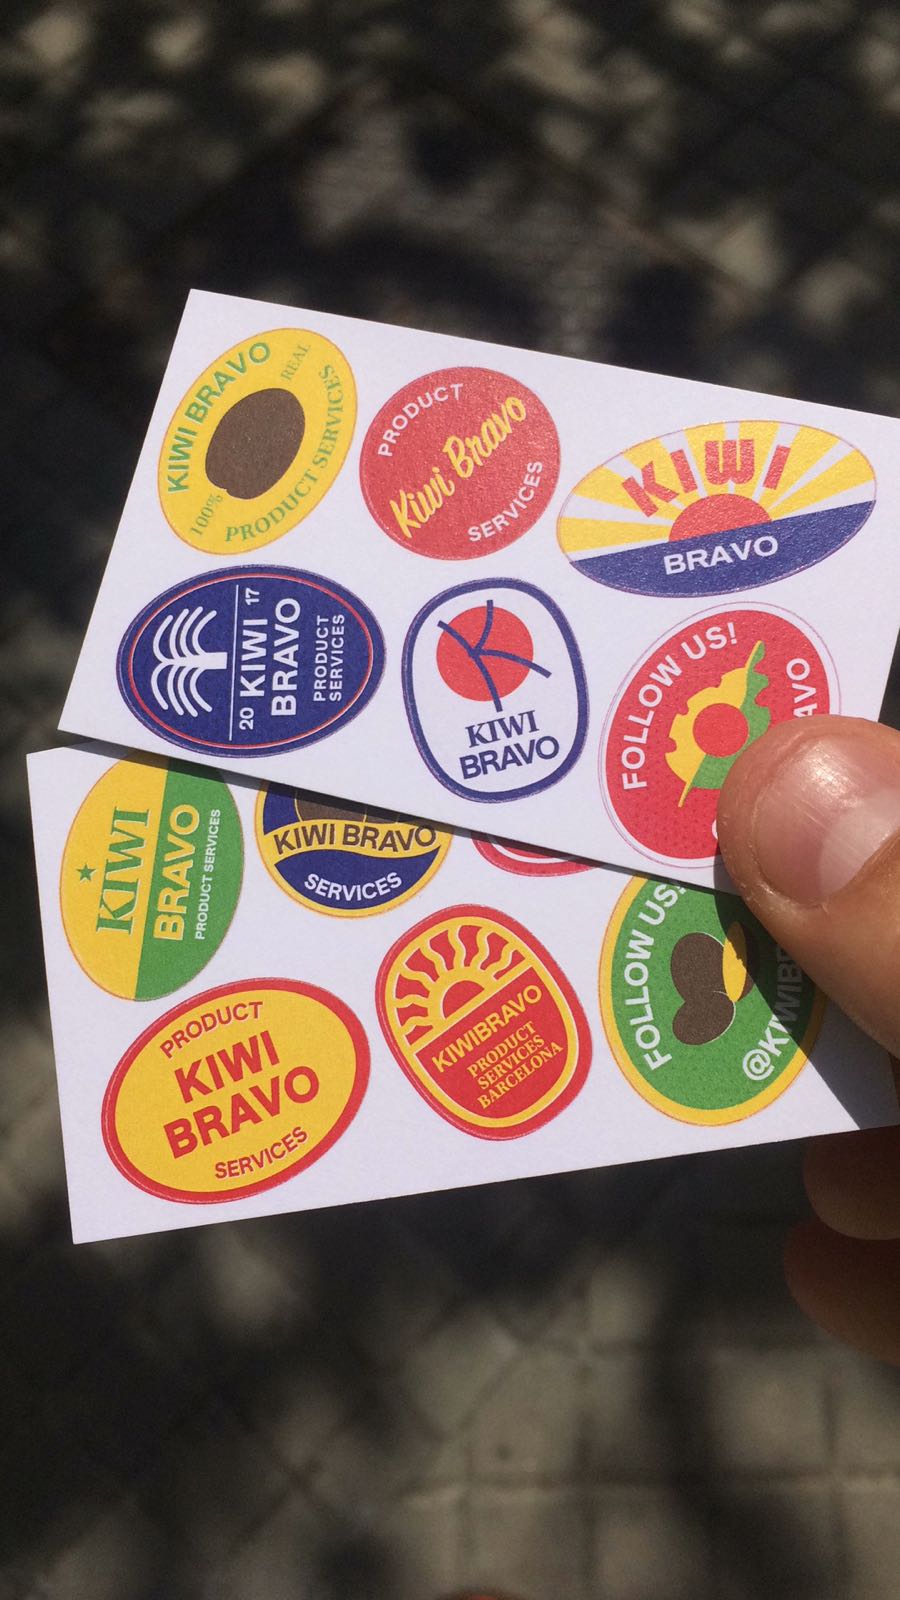 KIWI BRAVO
REAL
100%
PRODUCT SERVICES
PRODUCT
Kiwi Bravo
SERVICES
KIWI
BRAVO
20 17
KIWI
BRAVO
PRODUCT
SERVICES
KIWI
BRAVO
FOLLOW US!
KIWI
BRAVO
PRODUCT SERVICES
KIWI BRAVO
SERVICES
PRODUCT
KIWI
BRAVO
SERVICES
KIWIBRAVO
PRODUCT
SERVICES
BARCELONA
FOLLOW US!